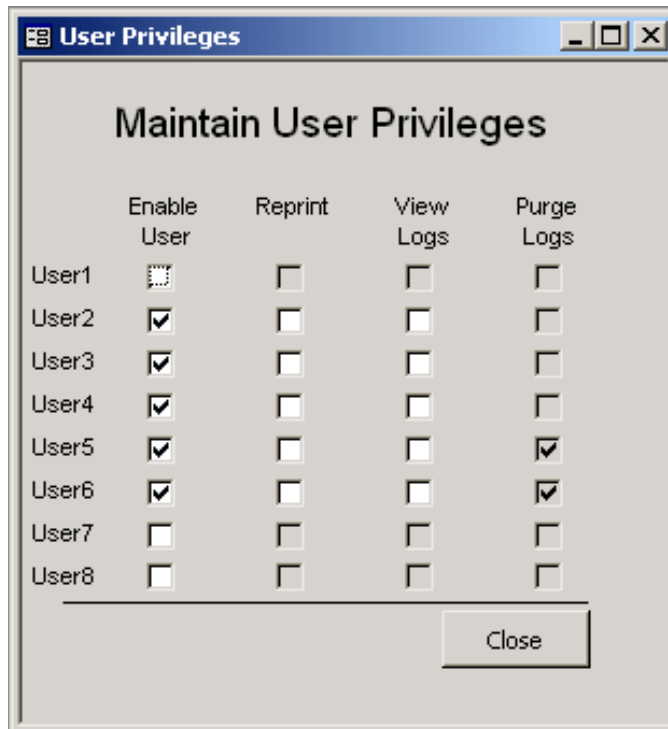 User Privileges
Maintain User Privileges
Enable Reprint View Purge
User Logs Logs
User1
User2
User3
User4
User5
User6
User7
User8
Close